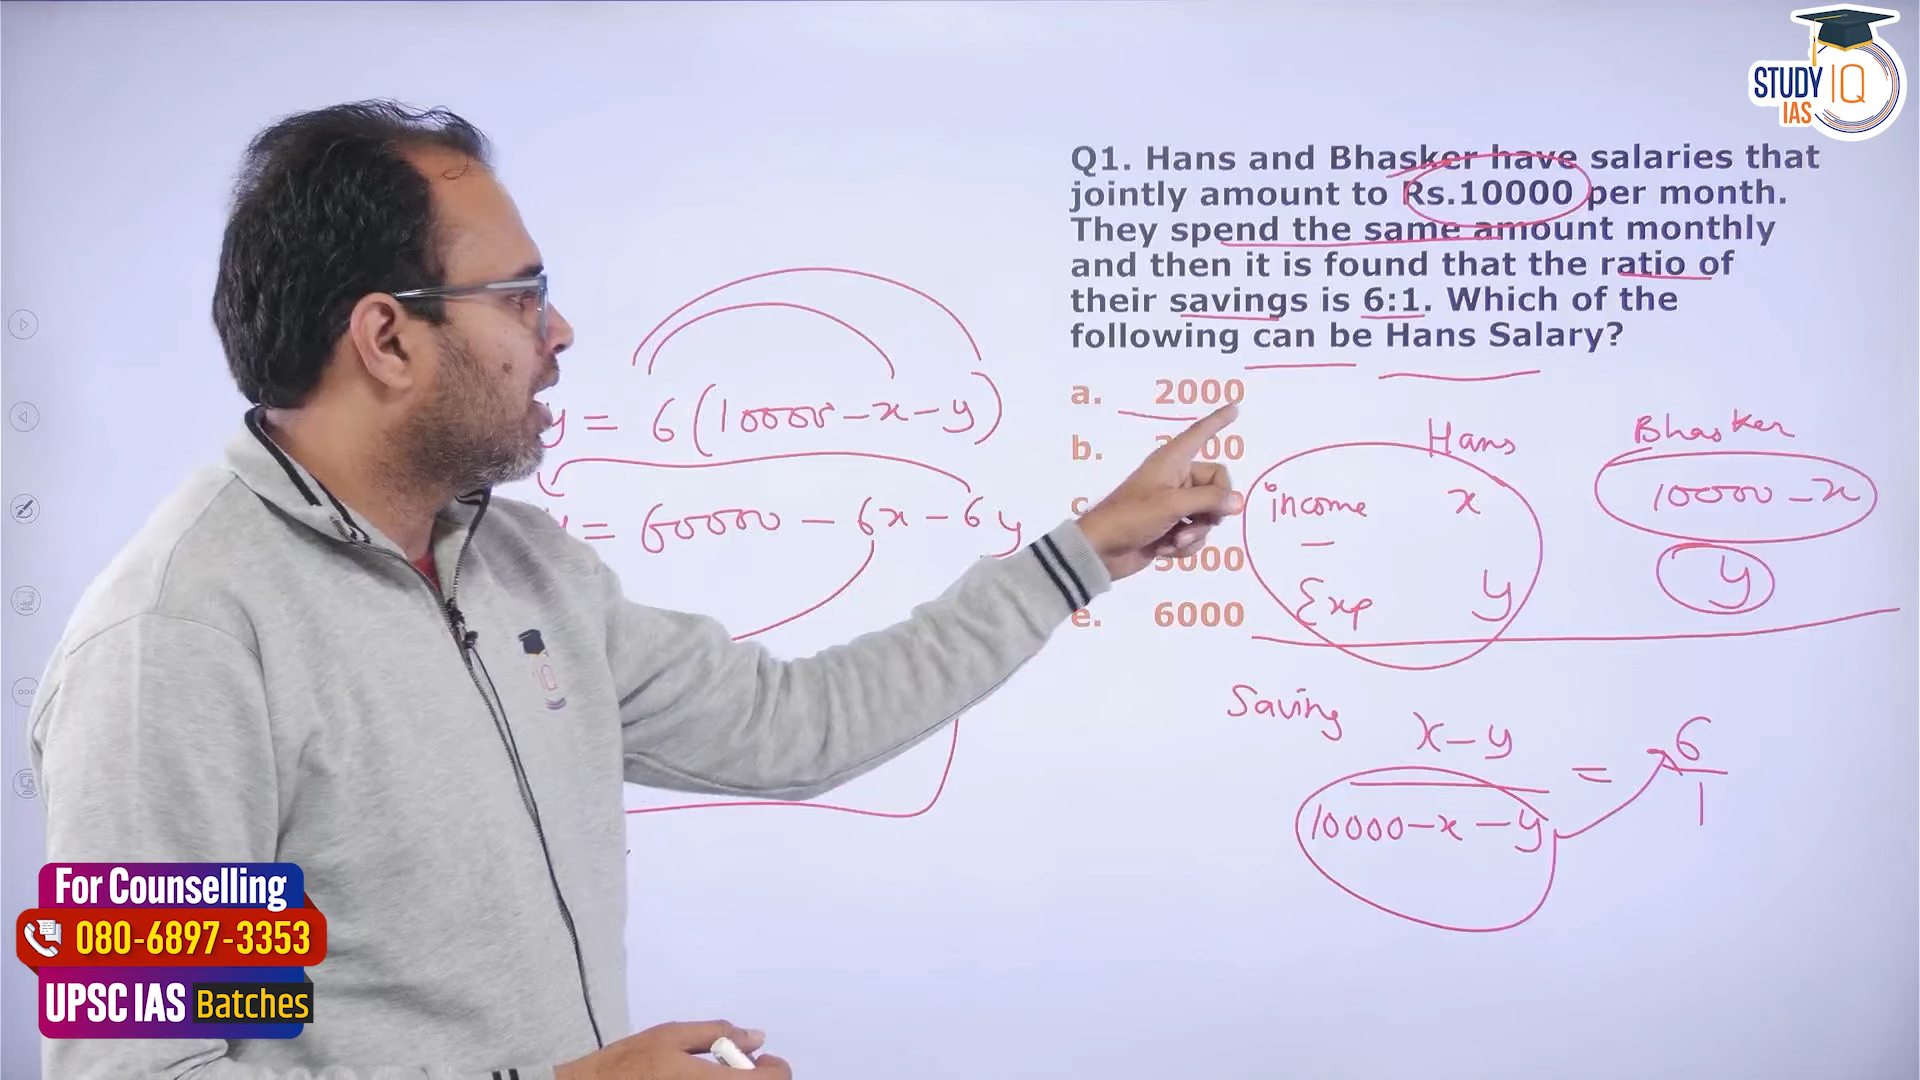 STUDY IQ
IAS
Q1. Hans and Bhasker have salaries that
jointly amount to Rs.10000 per month.
They spend the same amount monthly
and then it is found that the ratio of
their savings is 6:1. Which of the
following can be Hans Salary?
a. 2000
b.
c.
5000
e. 6000
y = 6(10000-x-y)
= 60000 - 6x - 6y
Hans Bhasker
income x 10000-x
-
Exp y y
Saving x-y
= 6
10000-x-y 1
For Counselling
080-6897-3353
UPSC IAS Batches